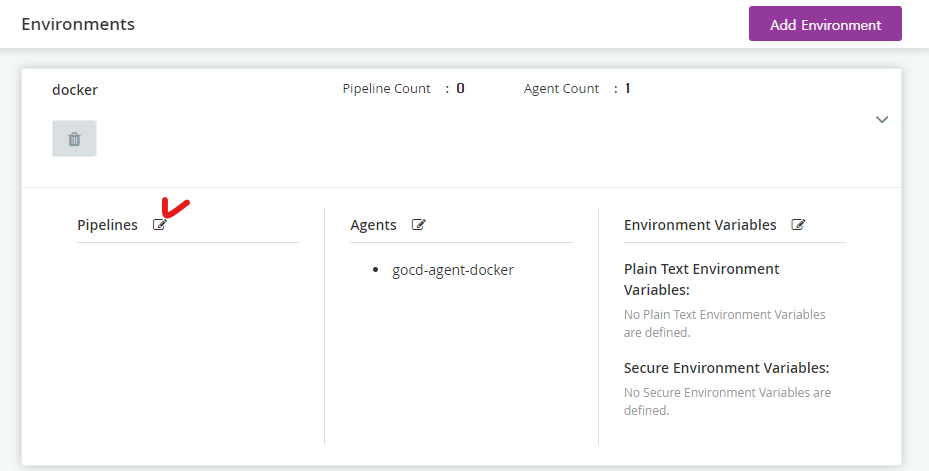 Environments
Add Environment
docker
Pipeline Count : 0
Agent Count : 1
Pipelines
Agents
gocd-agent-docker
Environment Variables
Plain Text Environment
Variables:
No Plain Text Environment Variables
are defined.
Secure Environment Variables:
No Secure Environment Variables are
defined.